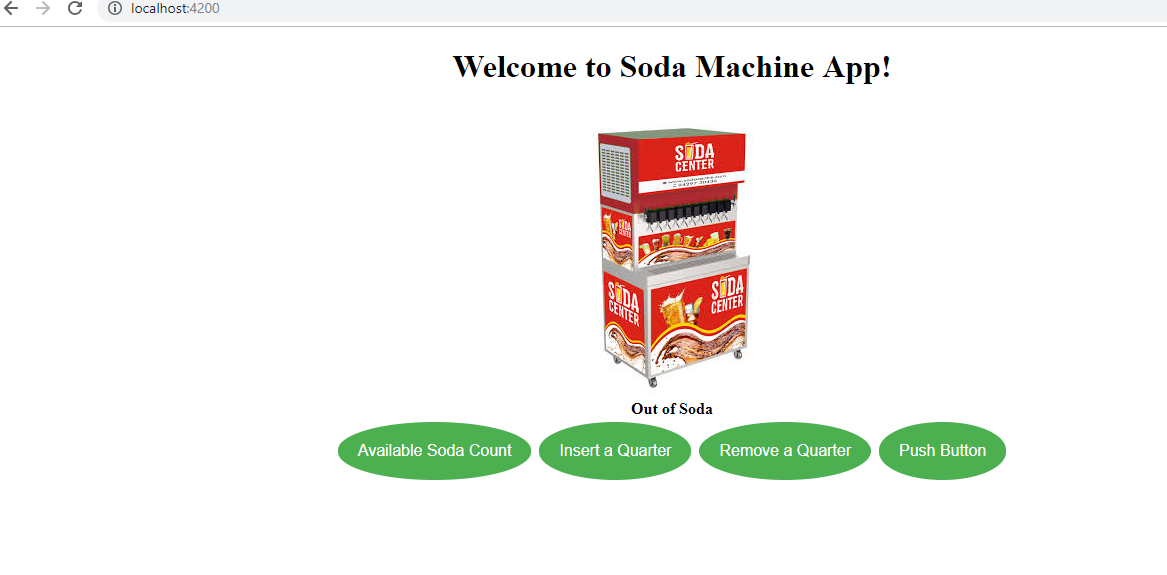 localhost:4200
Welcome to Soda Machine App!
SODA
CENTER
SODA
CENTER
SODA
CENTER
SODA
CENTER
Out of Soda
Available Soda Count
Insert a Quarter
Remove a Quarter
Push Button